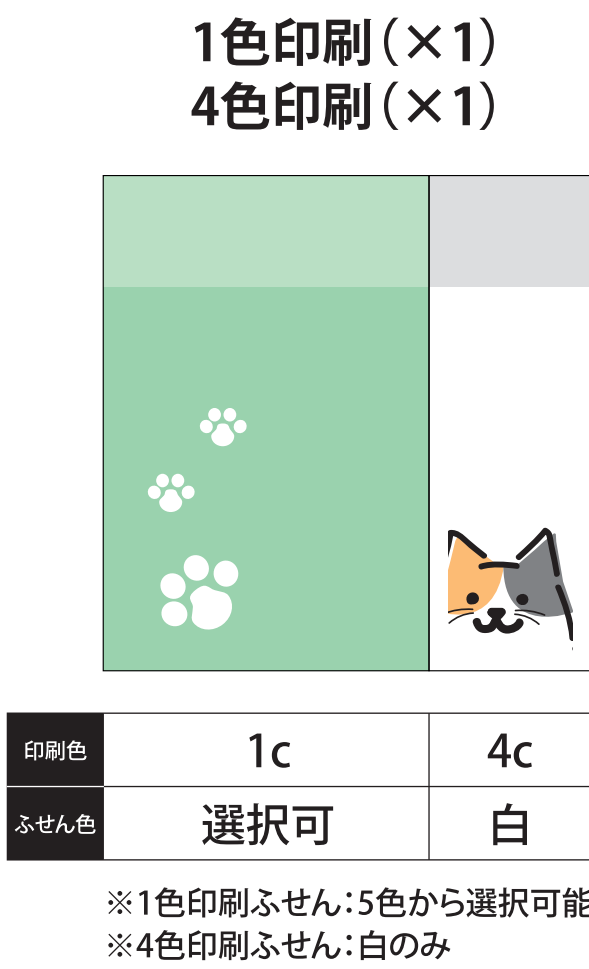 1色印刷(×1)
4色印刷(×1)
印刷色 1c 4c
ふせん色 選択可 白
※1色印刷ふせん:5色から選択可能
※4色印刷ふせん:白のみ